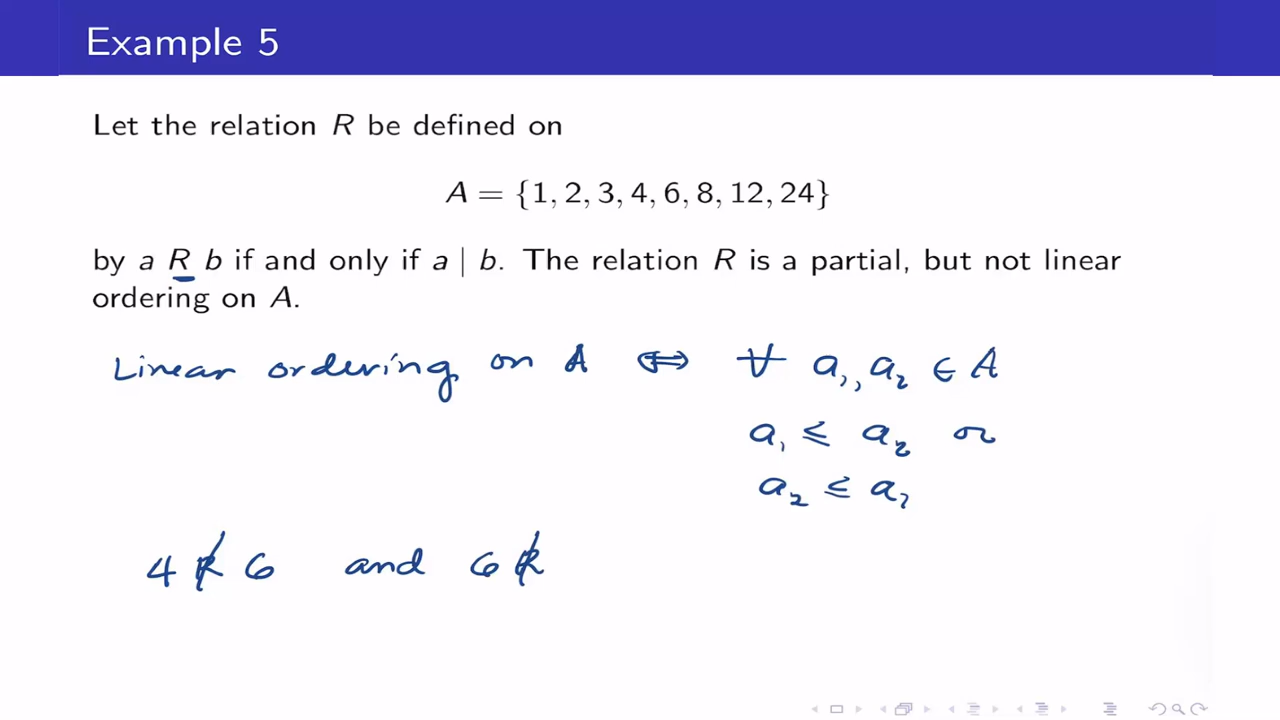 Example 5
Let the relation R be defined on
A = {1, 2, 3, 4, 6, 8, 12, 24}
by a R b if and only if a | b. The relation R is a partial, but not linear
ordering on A.
Linear ordering on A ⟺ ∀ a₁, a₂ ∈ A
a₁ ≤ a₂ or
a₂ ≤ a₁
4 R̸ 6 and 6 R̸